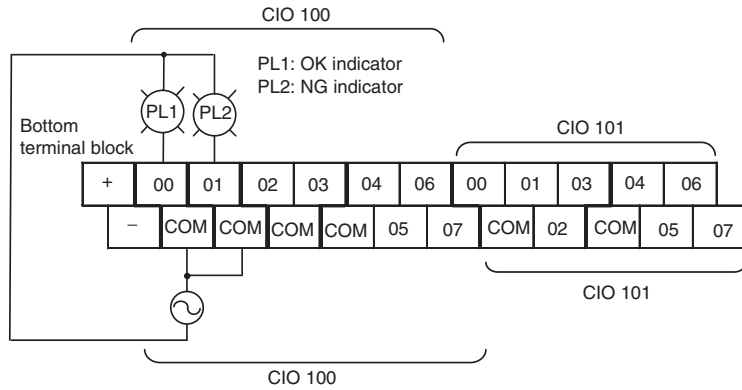 CIO 100
PL1: OK indicator
PL2: NG indicator
PL1
PL2
Bottom
terminal block
CIO 101
+ 00 01 02 03 04 06 00 01 03 04 06
− COM COM COM COM 05 07 COM 02 COM 05 07
CIO 101
CIO 100